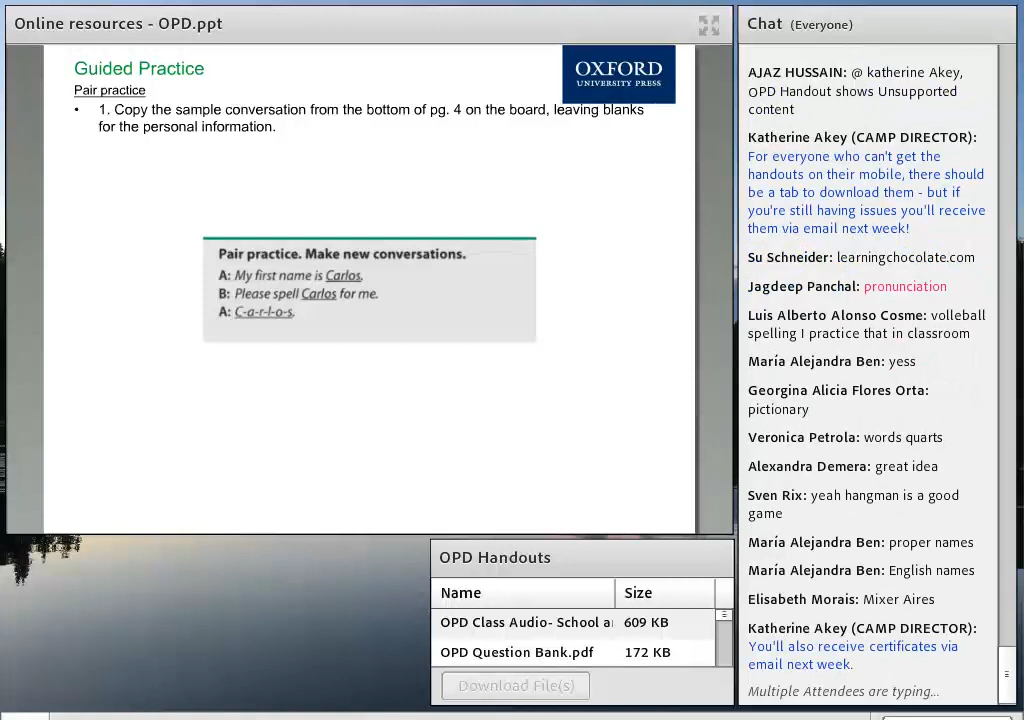 Online resources - OPD.ppt
Guided Practice
OXFORD
UNIVERSITY PRESS
Pair practice
• 1. Copy the sample conversation from the bottom of pg. 4 on the board, leaving blanks
for the personal information.
Pair practice. Make new conversations.
A: My first name is Carlos.
B: Please spell Carlos for me.
A: C-a-r-l-o-s.
OPD Handouts
Name Size
OPD Class Audio- School a 609 KB
OPD Question Bank.pdf 172 KB
Download File(s)
Chat (Everyone)
AJAZ HUSSAIN: @ katherine Akey,
OPD Handout shows Unsupported
content
Katherine Akey (CAMP DIRECTOR):
For everyone who can't get the
handouts on their mobile, there should
be a tab to download them - but if
you're still having issues you'll receive
them via email next week!
Su Schneider: learningchocolate.com
Jagdeep Panchal: pronunciation
Luis Alberto Alonso Cosme: volleball
spelling I practice that in classroom
María Alejandra Ben: yess
Georgina Alicia Flores Orta:
pictionary
Veronica Petrola: words quarts
Alexandra Demera: great idea
Sven Rix: yeah hangman is a good
game
María Alejandra Ben: proper names
María Alejandra Ben: English names
Elisabeth Morais: Mixer Aires
Katherine Akey (CAMP DIRECTOR):
You'll also receive certificates via
email next week.
Multiple Attendees are typing...